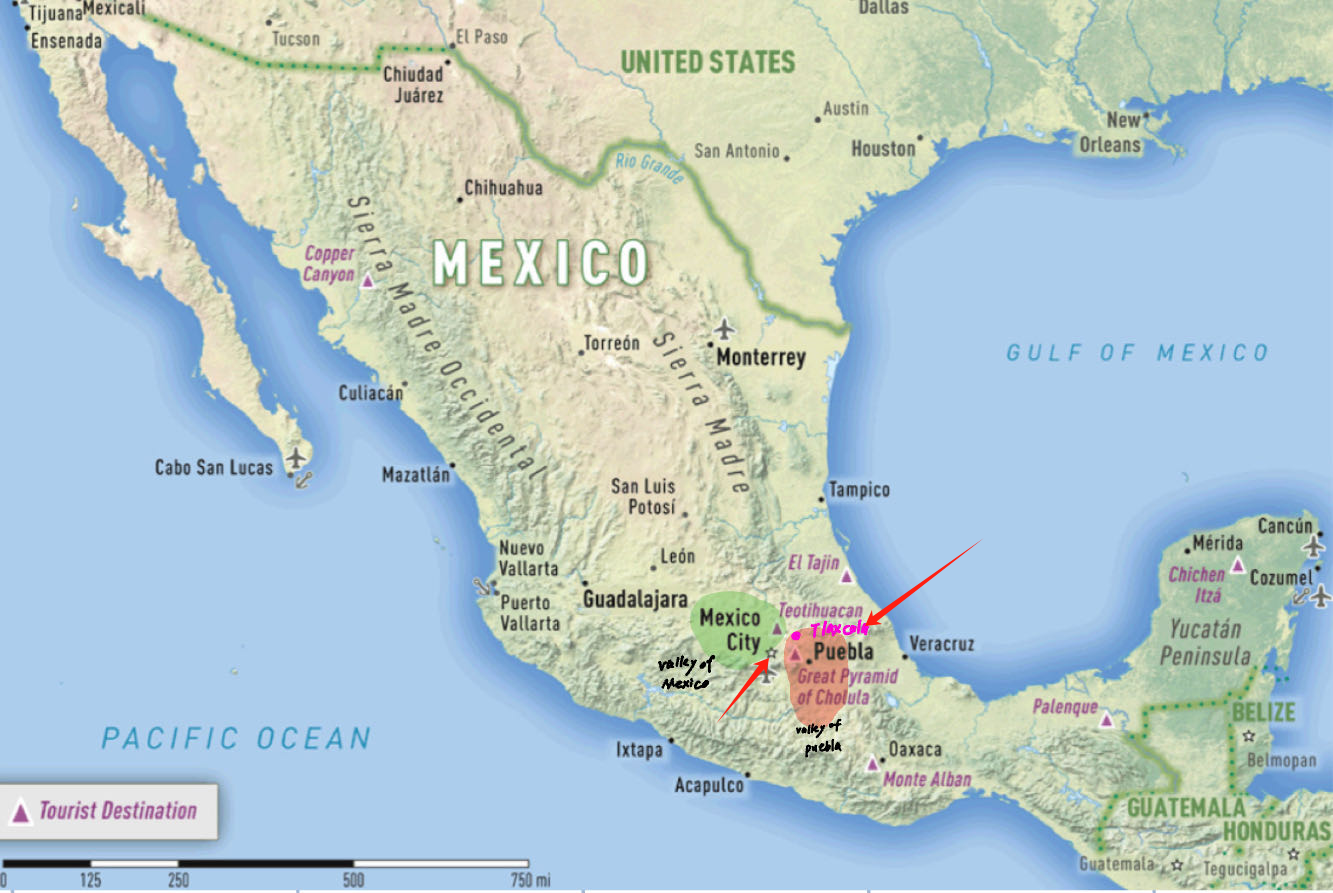 Tijuana
Mexicali
Ensenada
Tucson
El Paso
Chiudad
Juárez
Dallas
UNITED STATES
Austin
San Antonio
Houston
New
Orleans
Rio Grande
Chihuahua
MEXICO
Copper
Canyon
Sierra Madre Occidental
Sierra Madre
Torreón
Monterrey
GULF OF MEXICO
Culiacán
Cabo San Lucas
Mazatlán
San Luis
Potosí
Tampico
Nuevo
Vallarta
León
El Tajin
Puerto
Vallarta
Guadalajara
Mexico
City
Teotihuacan
Tlaxcola
Puebla
Veracruz
valley of
Mexico
Great Pyramid
of Cholula
valley of
puebla
Cancún
Mérida
Chichen
Itzá
Cozumel
Yucatán
Peninsula
Palenque
BELIZE
Belmopan
PACIFIC OCEAN
Ixtapa
Acapulco
Oaxaca
Monte Alban
GUATEMALA
HONDURAS
Guatemala
Tegucigalpa
Tourist Destination
0 125 250 500 750 mi